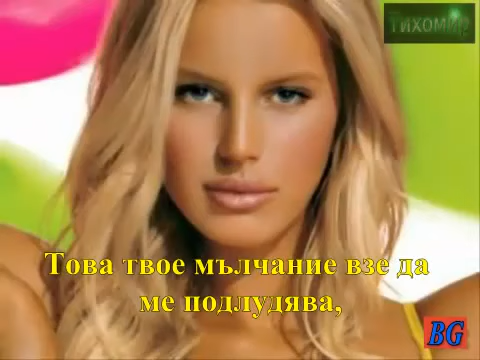 Тихомир
Това твое мълчание взе да
ме подлудява,
BG